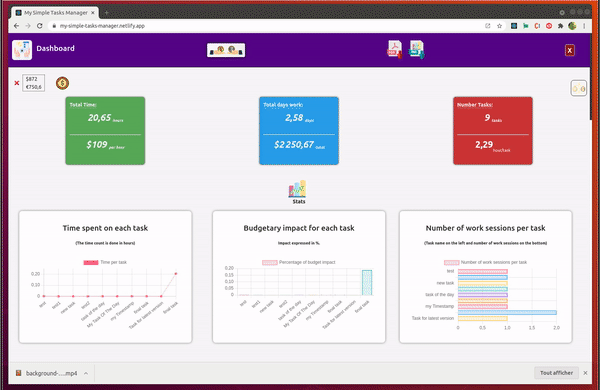 My Simple Tasks Manager
my-simple-tasks-manager.netlify.app
Dashboard
X
$872
€750,6
Total Time:
20,65 hours
$109 per hour
Total days work:
2,58 days
$2 250,67 total
Number Tasks:
9 tasks
2,29 hour/task
Stats
Time spent on each task
(The time count is done in hours)
Time per task
0,20
0,10
0
test
test1
new task
test2
task of the day
My Task Of The Day
my Timestamp
final task
Task for latest version
final task
Budgetary impact for each task
Impact expressed in %,
Percentage of budget impact
0,20
0,15
0,10
0,05
0
test
test1
new task
test2
task of the day
My Task Of The Day
my Timestamp
final task
Task for latest version
final task
Number of work sessions per task
(Task name on the left and number of work sessions on the bottom)
Number of work sessions per task
test
new task
task of the day
my Timestamp
Task for latest version
0
0.5
1.0
1.5
2.0
background-....mp4
Tout afficher